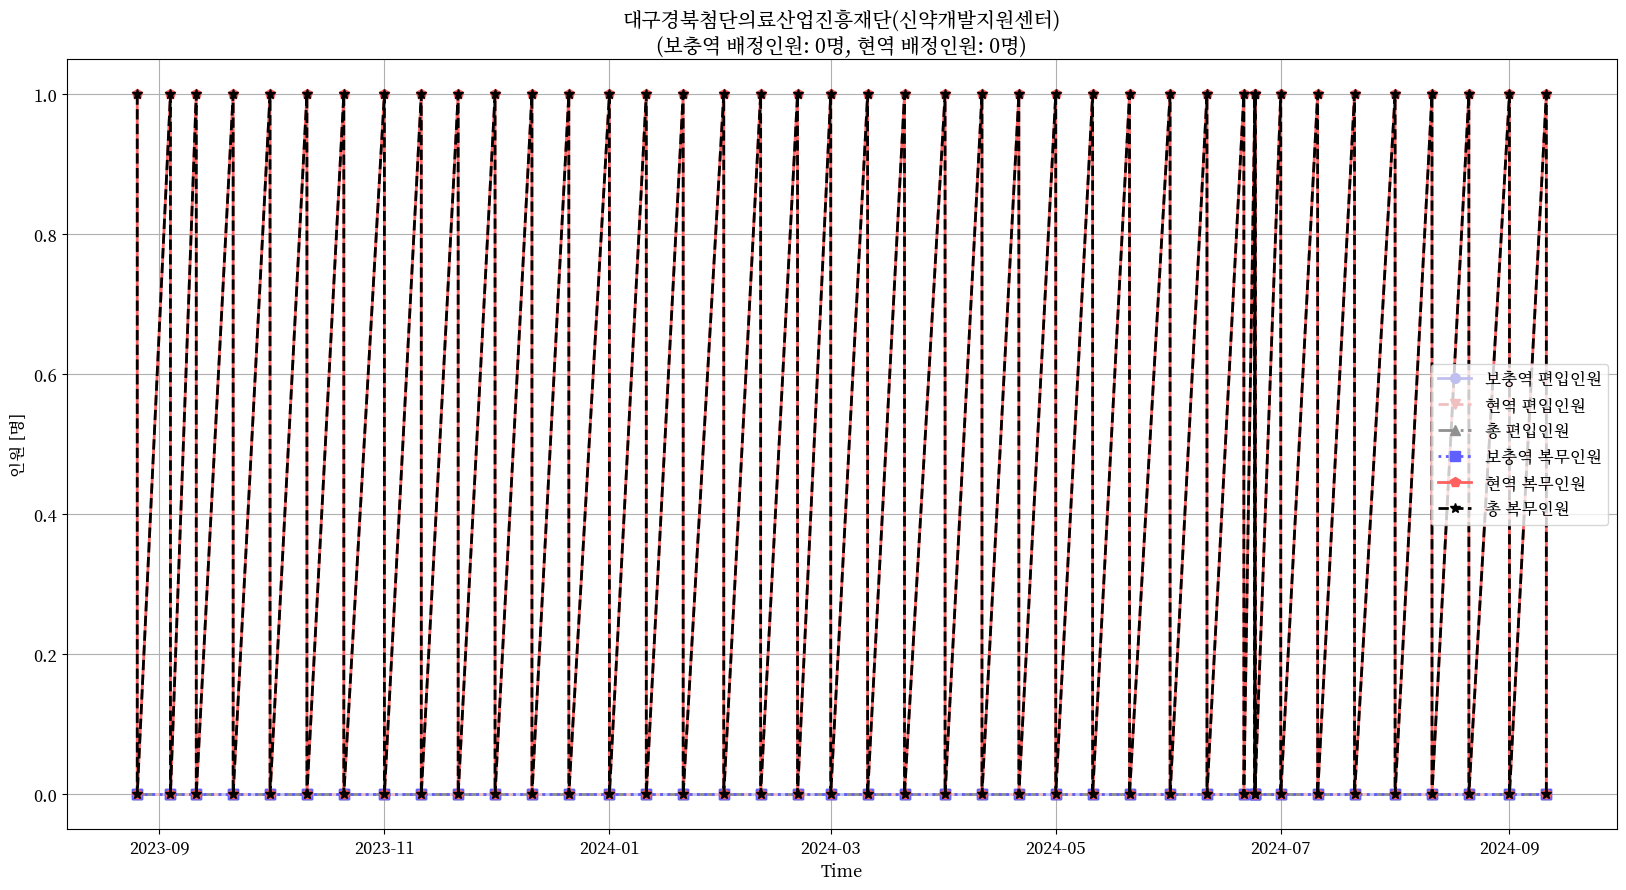 대구경북첨단의료산업진흥재단(신약개발지원센터)
(보충역 배정인원: 0명, 현역 배정인원: 0명)
인원 [명]
1.0
0.8
0.6
0.4
0.2
0.0
보충역 편입인원
현역 편입인원
총 편입인원
보충역 복무인원
현역 복무인원
총 복무인원
2023-09
2023-11
2024-01
2024-03
2024-05
2024-07
2024-09
Time